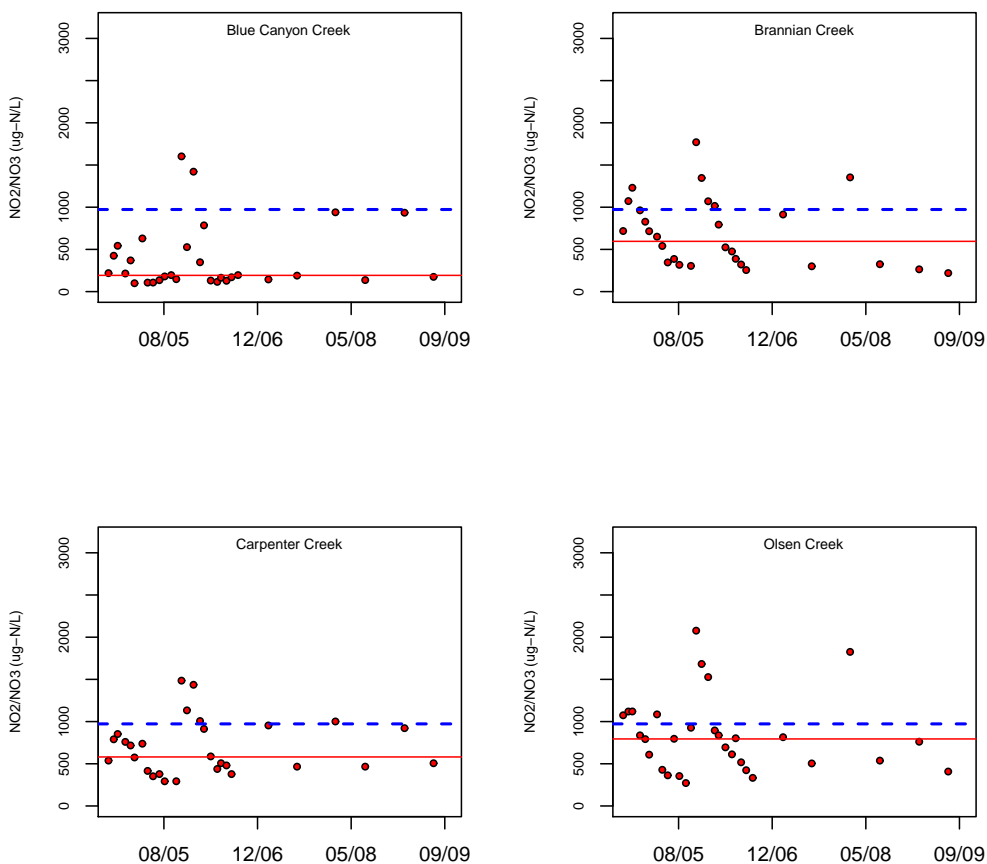 Blue Canyon Creek
NO2/NO3 (ug−N/L)
3000
2000
1000
500
0
08/05 12/06 05/08 09/09
Brannian Creek
NO2/NO3 (ug−N/L)
3000
2000
1000
500
0
08/05 12/06 05/08 09/09
Carpenter Creek
NO2/NO3 (ug−N/L)
3000
2000
1000
500
0
08/05 12/06 05/08 09/09
Olsen Creek
NO2/NO3 (ug−N/L)
3000
2000
1000
500
0
08/05 12/06 05/08 09/09